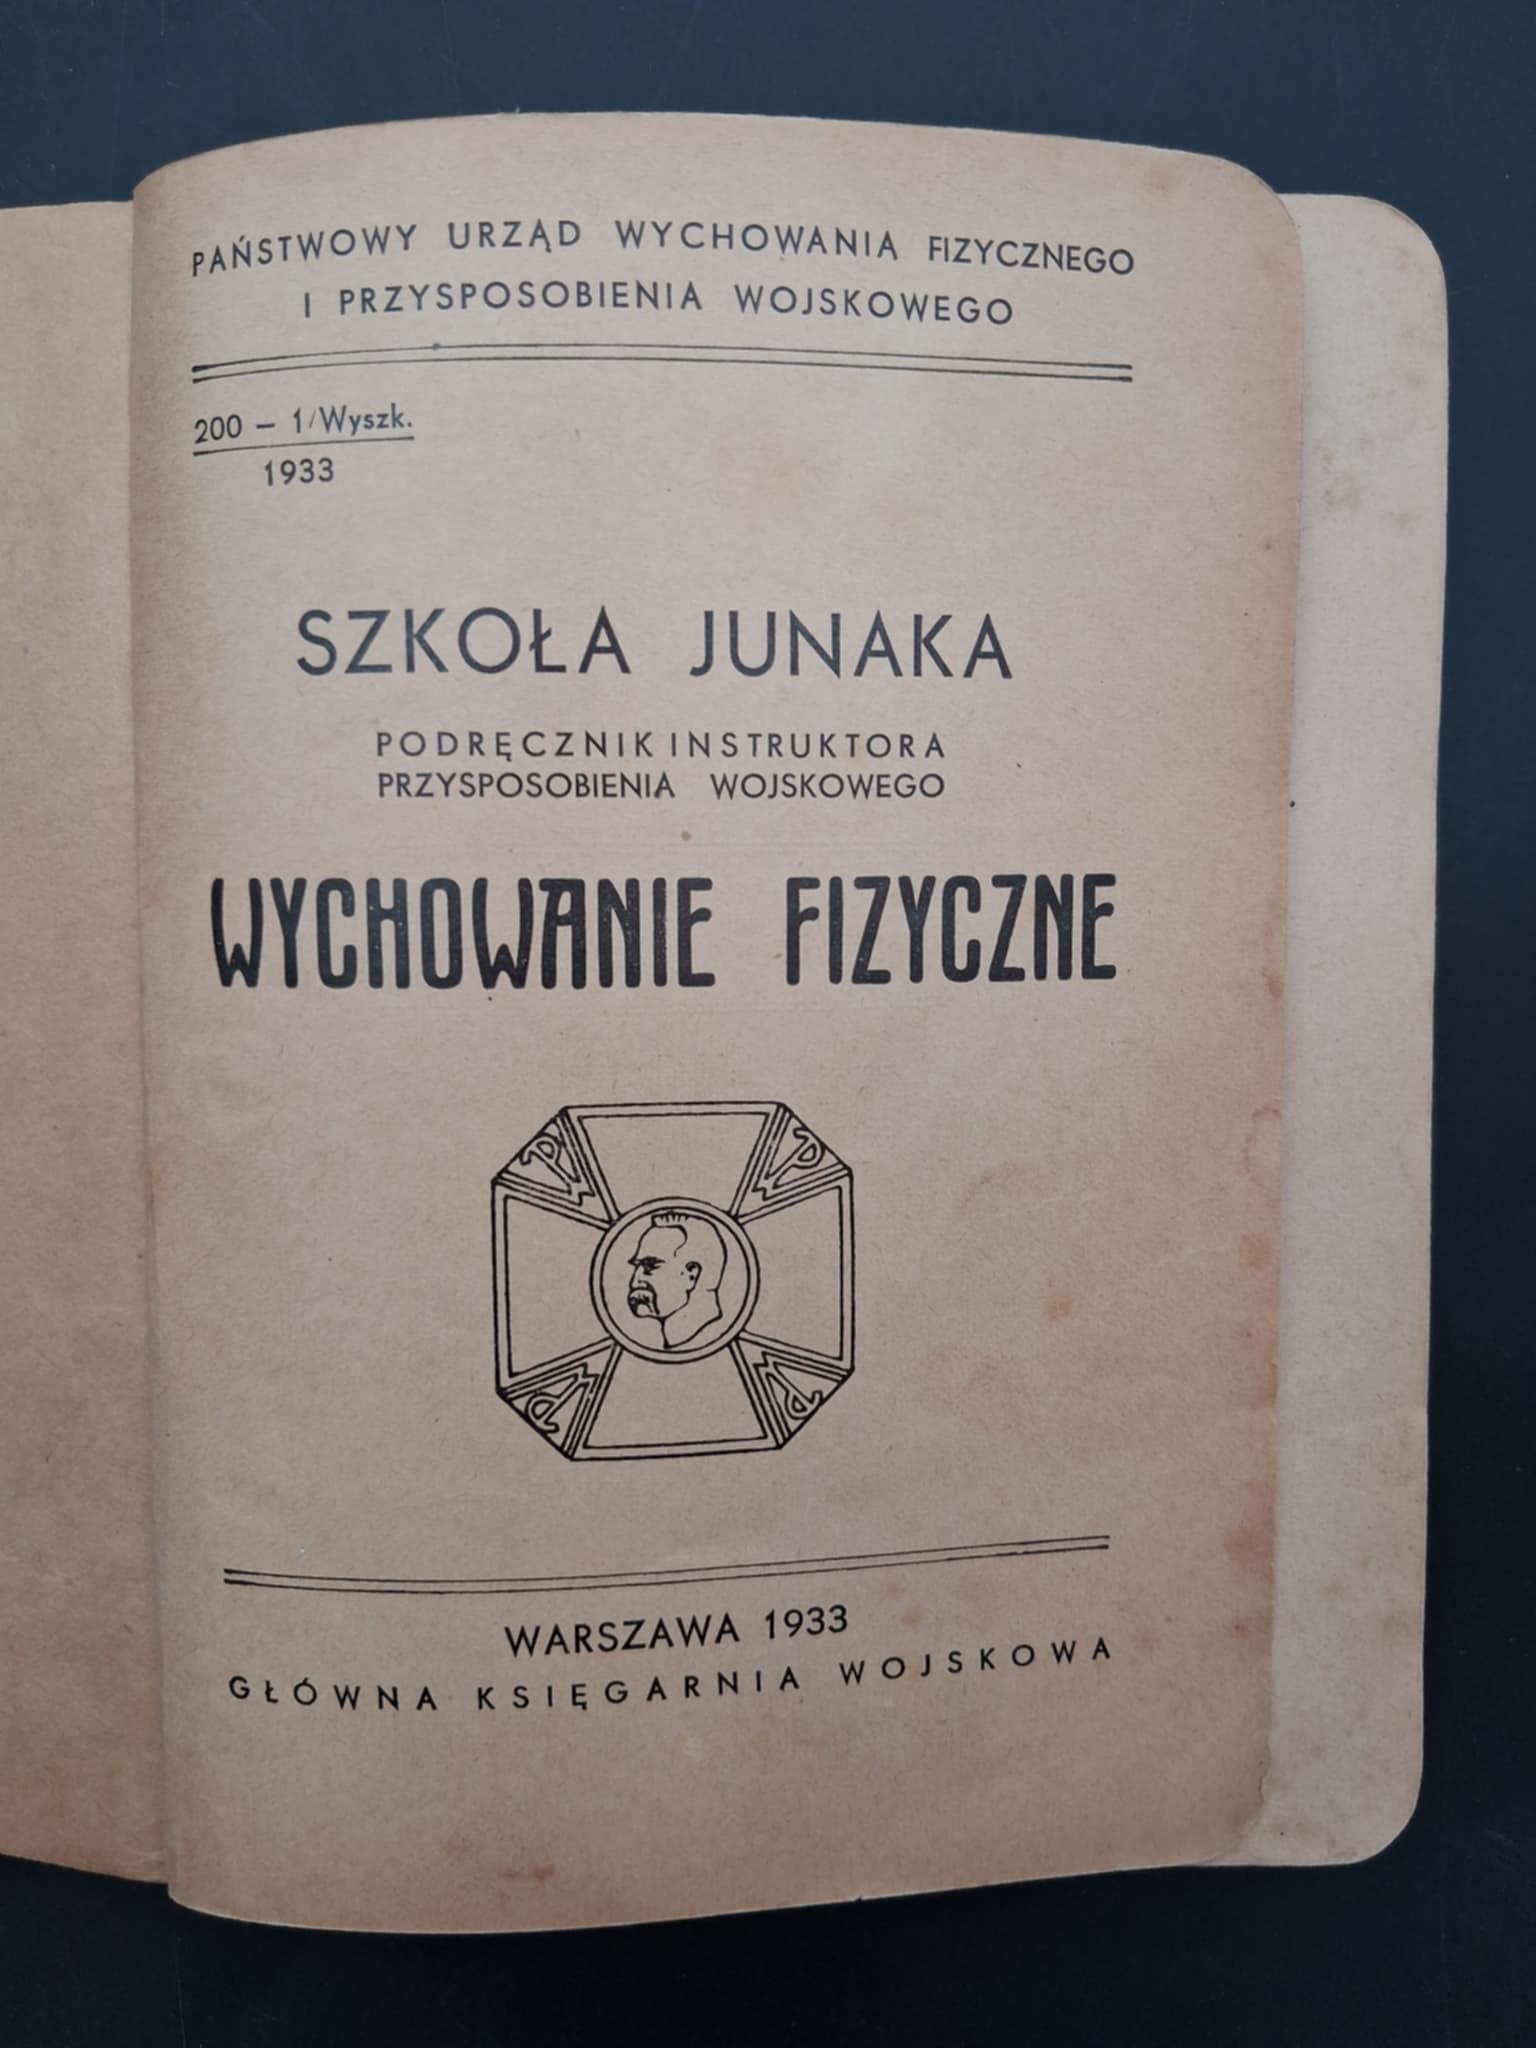 PAŃSTWOWY URZĄD WYCHOWANIA FIZYCZNEGO
I PRZYSPOSOBIENIA WOJSKOWEGO
200 – 1/Wyszk.
1933
SZKOŁA JUNAKA
PODRĘCZNIK INSTRUKTORA
PRZYSPOSOBIENIA WOJSKOWEGO
WYCHOWANIE FIZYCZNE
WARSZAWA 1933
GŁÓWNA KSIĘGARNIA WOJSKOWA